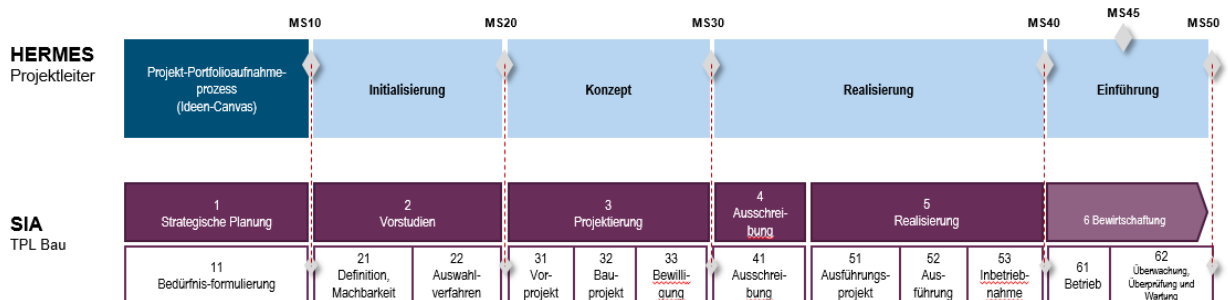 MS10
MS20
MS30
MS40
MS45
MS50
HERMES
Projektleiter
Projekt-Portfolioaufnahme-
prozess
(Ideen-Canvas)
Initialisierung
Konzept
Realisierung
Einführung
SIA
TPL Bau
1
Strategische Planung
2
Vorstudien
3
Projektierung
4
Ausschrei-
bung
5
Realisierung
6 Bewirtschaftung
11
Bedürfnis-formulierung
21
Definition,
Machbarkeit
22
Auswahl-
verfahren
31
Vor-
projekt
32
Bau-
projekt
33
Bewilli-
gung
41
Ausschrei-
bung
51
Ausführungs-
projekt
52
Aus-
führung
53
Inbetrieb-
nahme
61
Betrieb
62
Überwachung,
Überprüfung und
Wartung